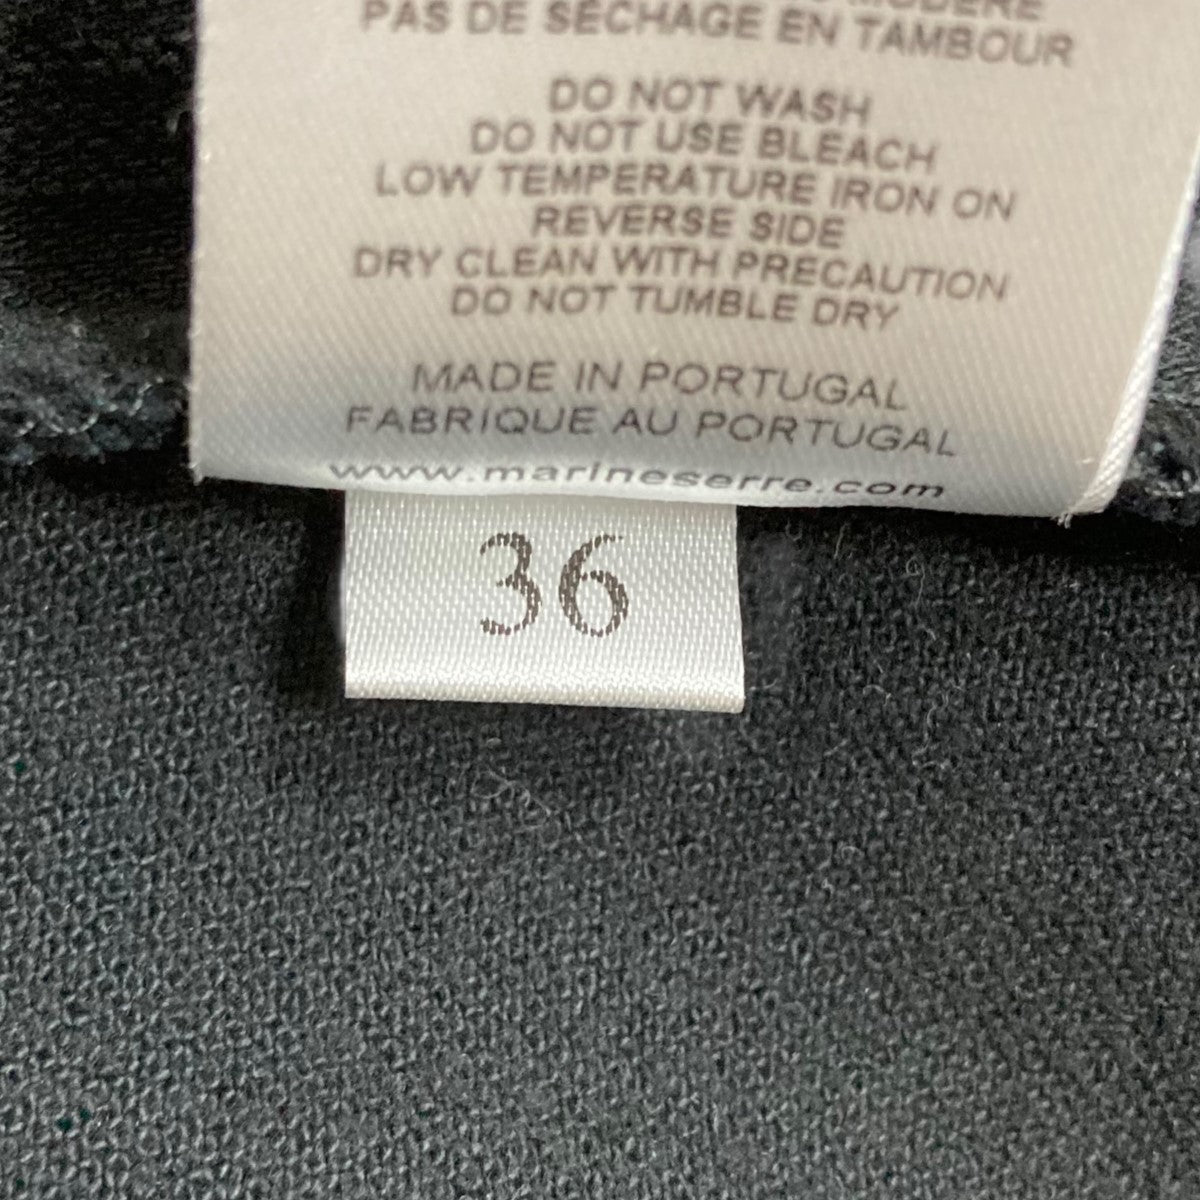 MODÉRÉ
PAS DE SÉCHAGE EN TAMBOUR
DO NOT WASH
DO NOT USE BLEACH
LOW TEMPERATURE IRON ON
REVERSE SIDE
DRY CLEAN WITH PRECAUTION
DO NOT TUMBLE DRY
MADE IN PORTUGAL
FABRIQUE AU PORTUGAL
www.marineserre.com
36